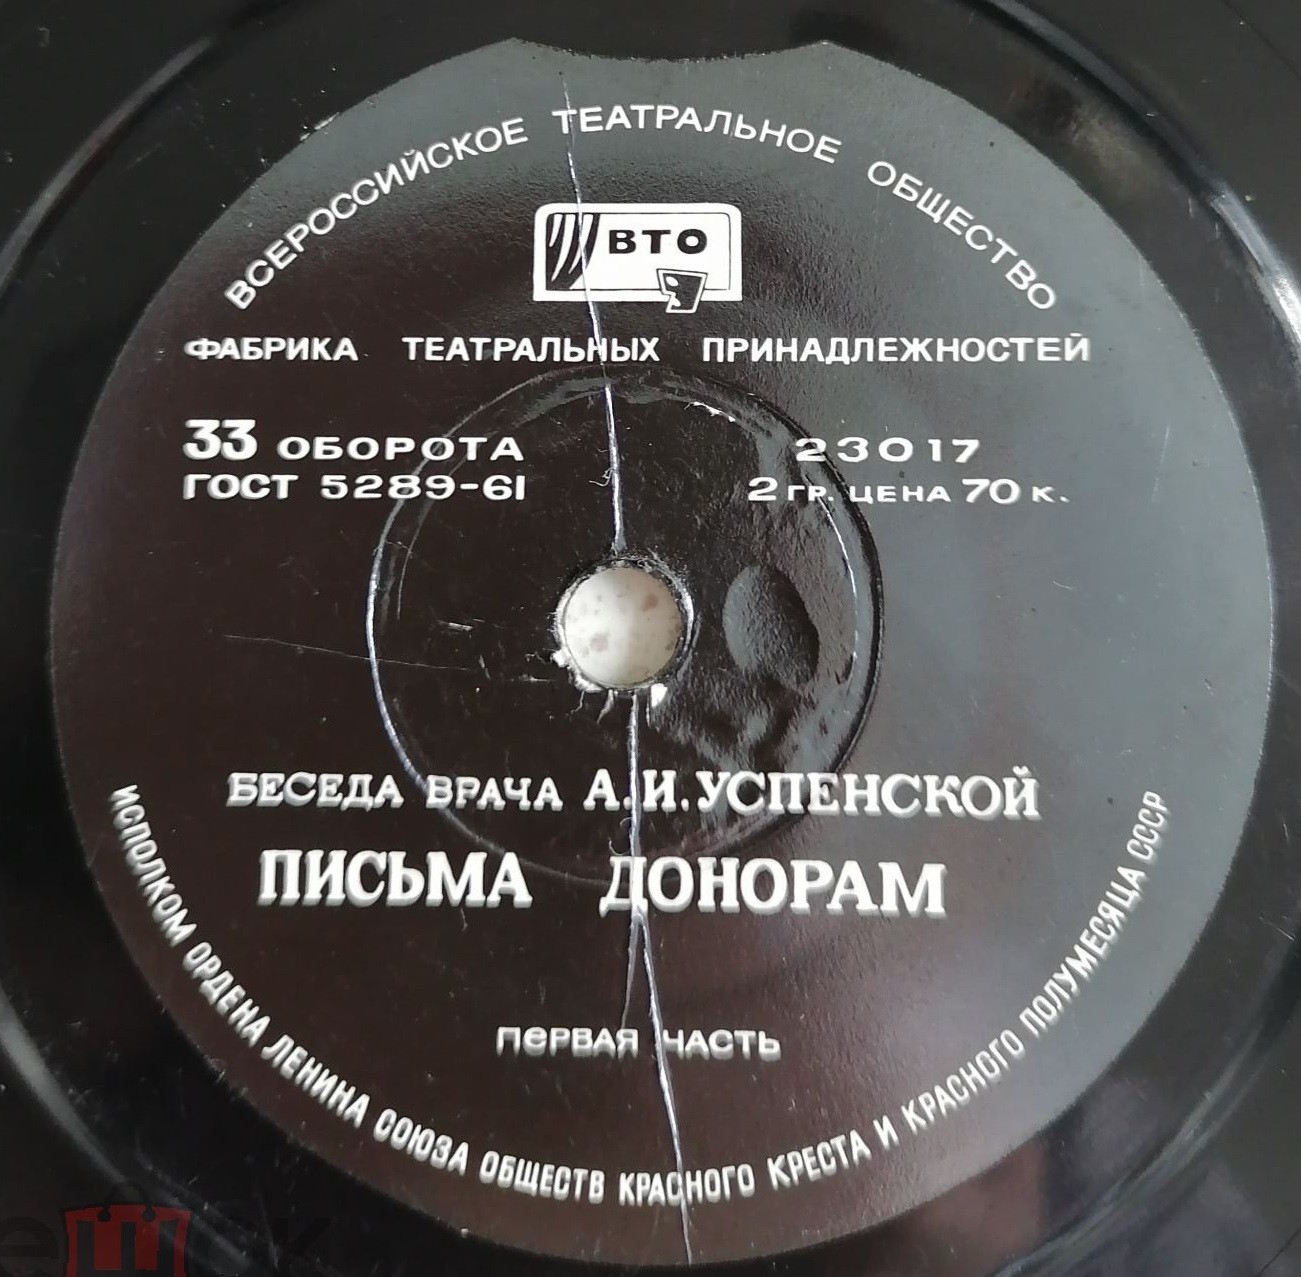 ВСЕРОССИЙСКОЕ ТЕАТРАЛЬНОЕ ОБЩЕСТВО
ВТО
ФАБРИКА ТЕАТРАЛЬНЫХ ПРИНАДЛЕЖНОСТЕЙ
33 ОБОРОТА
ГОСТ 5289-61
23017
2 ГР. ЦЕНА 70 К.
БЕСЕДА ВРАЧА А.И.УСПЕНСКОЙ
ПИСЬМА ДОНОРАМ
ПЕРВАЯ ЧАСТЬ
ИСПОЛКОМ ОРДЕНА ЛЕНИНА СОЮЗА ОБЩЕСТВ КРАСНОГО КРЕСТА И КРАСНОГО ПОЛУМЕСЯЦА СССР